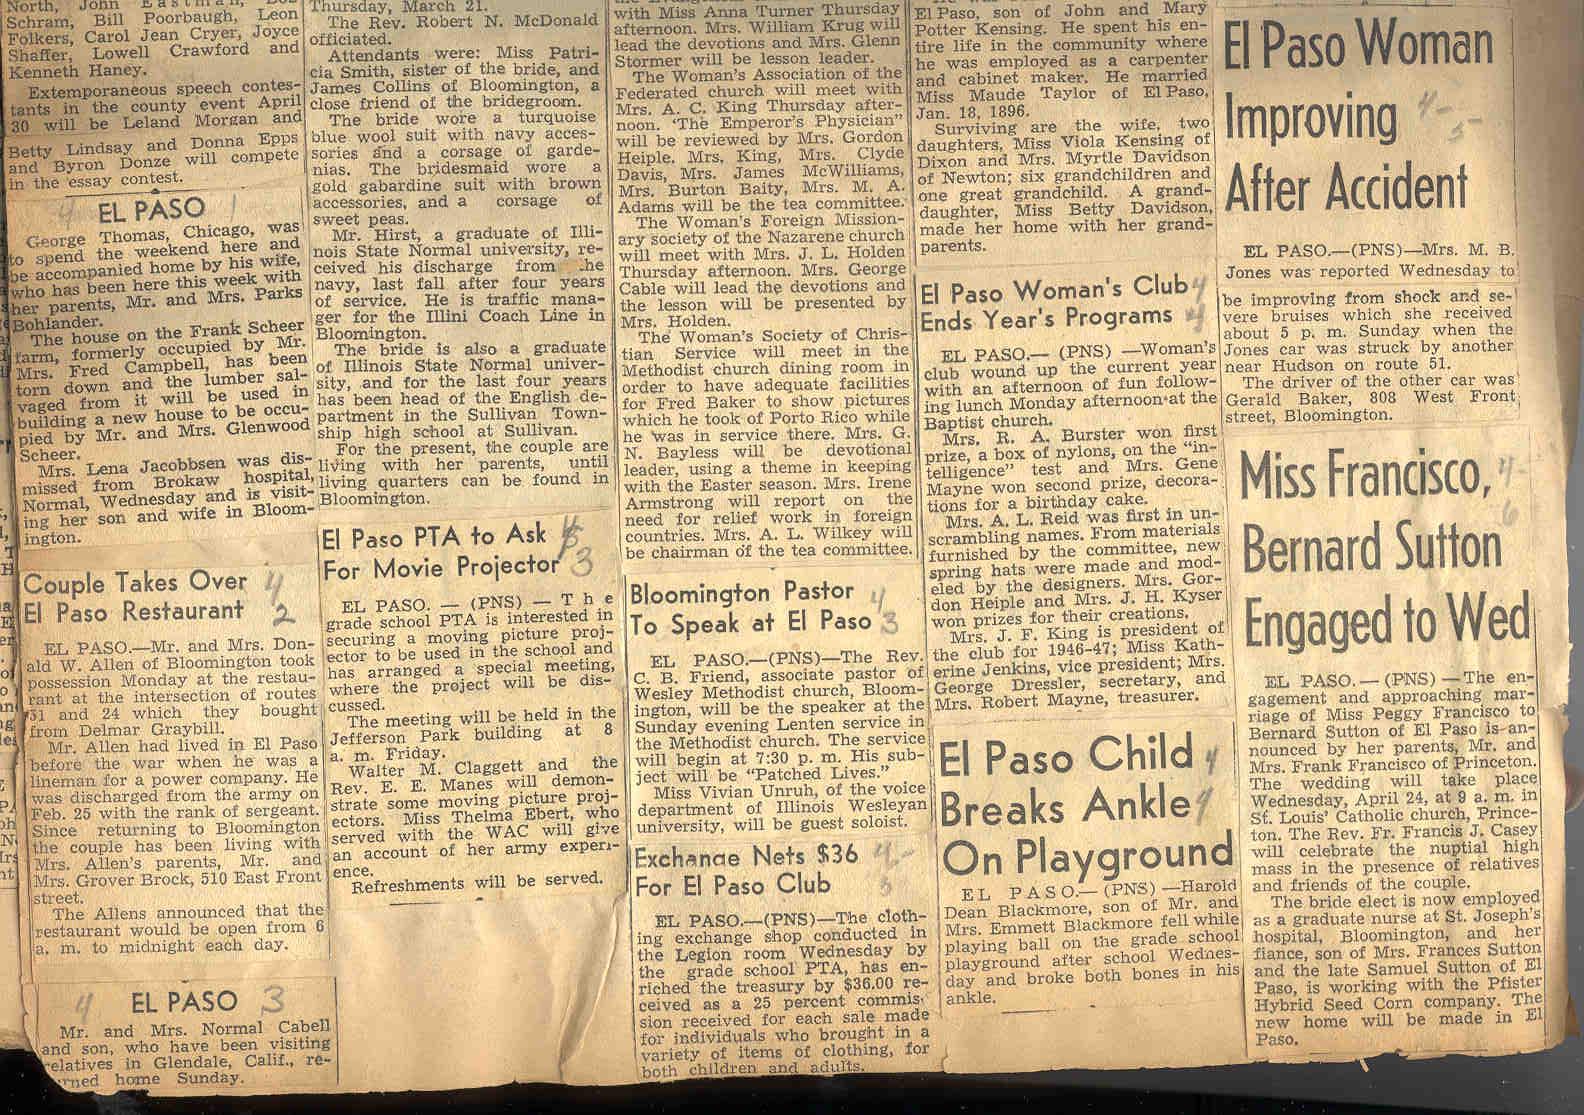 North, John Eastman,
Schram, Bill Poorbaugh, Leon
Folkers, Carol Jean Cryer, Joyce
Shaffer, Lowell Crawford and
Kenneth Haney.
Extemporaneous speech contes-
tants in the county event April
30 will be Leland Morgan and
Betty Lindsay and Donna Epps
and Byron Donze will compete
in the essay contest.
4 EL PASO 1
George Thomas, Chicago, was
to spend the weekend here and
be accompanied home by his wife,
who has been here this week with
her parents, Mr. and Mrs. Parks
Bohlander.
The house on the Frank Scheer
farm, formerly occupied by Mr.
Mrs. Fred Campbell, has been
torn down and the lumber sal-
vaged from it will be used in
building a new house to be occu-
pied by Mr. and Mrs. Glenwood
Scheer.
Mrs. Lena Jacobbsen was dis-
missed from Brokaw hospital,
Normal, Wednesday and is visit-
ing her son and wife in Bloom-
ington.
Couple Takes Over 4
El Paso Restaurant 2
EL PASO.—Mr. and Mrs. Don-
ald W. Allen of Bloomington took
possession Monday at the restau-
rant at the intersection of routes
51 and 24 which they bought
from Delmar Graybill.
Mr. Allen had lived in El Paso
before the war when he was a
lineman for a power company. He
was discharged from the army on
Feb. 25 with the rank of sergeant.
Since returning to Bloomington
the couple has been living with
Mrs. Allen's parents, Mr. and
Mrs. Grover Brock, 510 East Front
street.
The Allens announced that the
restaurant would be open from 6
a. m. to midnight each day.
4 EL PASO 3
Mr. and Mrs. Normal Cabell
and son, who have been visiting
relatives in Glendale, Calif., re-
turned home Sunday.
Thursday, March 21.
The Rev. Robert N. McDonald
officiated.
Attendants were: Miss Patri-
cia Smith, sister of the bride, and
James Collins of Bloomington, a
close friend of the bridegroom.
The bride wore a turquoise
blue wool suit with navy acces-
sories and a corsage of garde-
nias. The bridesmaid wore a
gold gabardine suit with brown
accessories, and a corsage of
sweet peas.
Mr. Hirst, a graduate of Illi-
nois State Normal university, re-
ceived his discharge from the
navy, last fall after four years
of service. He is traffic mana-
ger for the Illini Coach Line in
Bloomington.
The bride is also a graduate
of Illinois State Normal univer-
sity, and for the last four years
has been head of the English de-
partment in the Sullivan Town-
ship high school at Sullivan.
For the present, the couple are
living with her parents, until
living quarters can be found in
Bloomington.
El Paso PTA to Ask
For Movie Projector 3
EL PASO. — (PNS) — The
grade school PTA is interested in
securing a moving picture proj-
ector to be used in the school and
has arranged a special meeting,
where the project will be dis-
cussed.
The meeting will be held in the
Jefferson Park building at 8
a. m. Friday.
Walter M. Claggett and the
Rev. E. E. Manes will demon-
strate some moving picture proj-
ectors. Miss Thelma Ebert, who
served with the WAC will give
an account of her army experi-
ence.
Refreshments will be served.
with Miss Anna Turner Thursday
afternoon. Mrs. William Krug will
lead the devotions and Mrs. Glenn
Stormer will be lesson leader.
The Woman's Association of the
Federated church will meet with
Mrs. A. C. King Thursday after-
noon. 'The Emperor's Physician"
will be reviewed by Mrs. Gordon
Heiple. Mrs. King, Mrs. Clyde
Davis, Mrs. James McWilliams,
Mrs. Burton Baity, Mrs. M. A.
Adams will be the tea committee.
The Woman's Foreign Mission-
ary society of the Nazarene church
will meet with Mrs. J. L. Holden
Thursday afternoon. Mrs. George
Cable will lead the devotions and
the lesson will be presented by
Mrs. Holden.
The Woman's Society of Chris-
tian Service will meet in the
Methodist church dining room in
order to have adequate facilities
for Fred Baker to show pictures
which he took of Porto Rico while
he was in service there. Mrs. G.
N. Bayless will be devotional
leader, using a theme in keeping
with the Easter season. Mrs. Irene
Armstrong will report on the
need for relief work in foreign
countries. Mrs. A. L. Wilkey will
be chairman of the tea committee.
Bloomington Pastor 4
To Speak at El Paso 3
EL PASO.—(PNS)—The Rev.
C. B. Friend, associate pastor of
Wesley Methodist church, Bloom-
ington, will be the speaker at the
Sunday evening Lenten service in
the Methodist church. The service
will begin at 7:30 p. m. His sub-
ject will be "Patched Lives."
Miss Vivian Unruh, of the voice
department of Illinois Wesleyan
university, will be guest soloist.
Exchange Nets $36 4-
For El Paso Club
EL PASO.—(PNS)—The cloth-
ing exchange shop conducted in
the Legion room Wednesday by
the grade school PTA, has en-
riched the treasury by $36.00 re-
ceived as a 25 percent commis-
sion received for each sale made
for individuals who brought in a
variety of items of clothing, for
both children and adults.
El Paso, son of John and Mary
Potter Kensing. He spent his en-
tire life in the community where
he was employed as a carpenter
and cabinet maker. He married
Miss Maude Taylor of El Paso,
Jan. 18, 1896.
Surviving are the wife, two
daughters, Miss Viola Kensing of
Dixon and Mrs. Myrtle Davidson
of Newton; six grandchildren and
one great grandchild. A grand-
daughter, Miss Betty Davidson,
made her home with her grand-
parents.
El Paso Woman's Club 4
Ends Year's Programs 4
EL PASO.— (PNS) —Woman's
club wound up the current year
with an afternoon of fun follow-
ing lunch Monday afternoon at the
Baptist church.
Mrs. R. A. Burster won first
prize, a box of nylons, on the "in-
telligence" test and Mrs. Gene
Mayne won second prize, decora-
tions for a birthday cake.
Mrs. A. L. Reid was first in un-
scrambling names. From materials
furnished by the committee, new
spring hats were made and mod-
eled by the designers. Mrs. Gor-
don Heiple and Mrs. J. H. Kyser
won prizes for their creations.
Mrs. J. F. King is president of
the club for 1946-47; Miss Kath-
erine Jenkins, vice president; Mrs.
George Dressler, secretary, and
Mrs. Robert Mayne, treasurer.
El Paso Child 4
Breaks Ankle 4
On Playground
EL PASO.— (PNS) —Harold
Dean Blackmore, son of Mr. and
Mrs. Emmett Blackmore fell while
playing ball on the grade school
playground after school Wednes-
day and broke both bones in his
ankle.
El Paso Woman
Improving 4-
After Accident 5
EL PASO.—(PNS)—Mrs. M. B.
Jones was reported Wednesday to
be improving from shock and se-
vere bruises which she received
about 5 p. m. Sunday when the
Jones car was struck by another
near Hudson on route 51.
The driver of the other car was
Gerald Baker, 808 West Front
street, Bloomington.
Miss Francisco, 4-
Bernard Sutton 6
Engaged to Wed
EL PASO. — (PNS) — The en-
gagement and approaching mar-
riage of Miss Peggy Francisco to
Bernard Sutton of El Paso is an-
nounced by her parents, Mr. and
Mrs. Frank Francisco of Princeton.
The wedding will take place
Wednesday, April 24, at 9 a. m. in
St. Louis' Catholic church, Prince-
ton. The Rev. Fr. Francis J. Casey
will celebrate the nuptial high
mass in the presence of relatives
and friends of the couple.
The bride elect is now employed
as a graduate nurse at St. Joseph's
hospital, Bloomington, and her
fiance, son of Mrs. Frances Sutton
and the late Samuel Sutton of El
Paso, is working with the Pfister
Hybrid Seed Corn company. The
new home will be made in El
Paso.